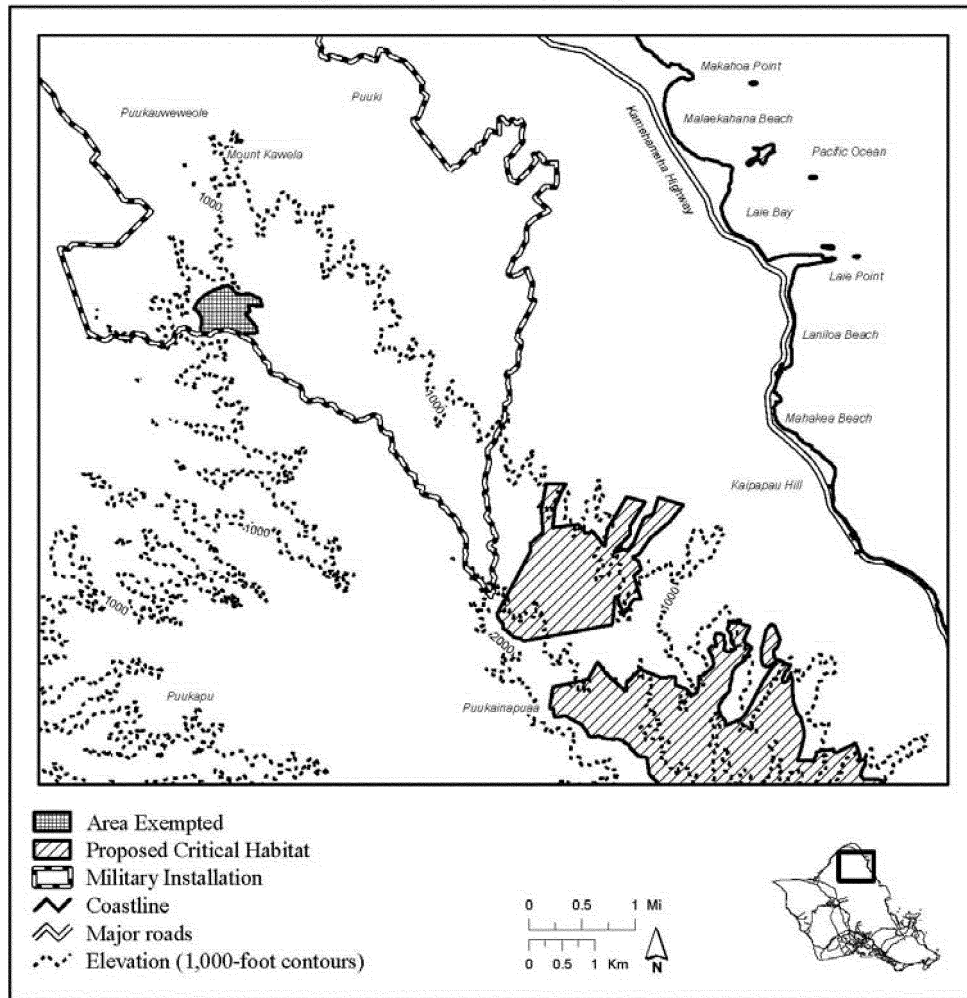 Makahoa Point
Puuki
Puukauweweole
Malaekahana Beach
Kamehameha Highway
Mount Kawela
Pacific Ocean
1000
Laie Bay
Laie Point
Laniloa Beach
1000
Mahakea Beach
Kaipapau Hill
1000
1000
1000
2000
Puukapu
Puukainapuaa
Area Exempted
Proposed Critical Habitat
Military Installation
Coastline
Major roads
Elevation (1,000-foot contours)
0 0.5 1 Mi
0 0.5 1 Km
N